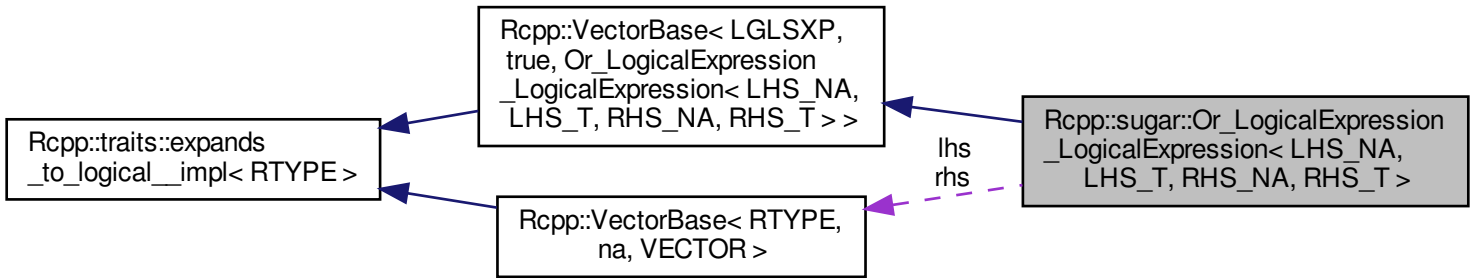 Rcpp::traits::expands
_to_logical__impl< RTYPE >
Rcpp::VectorBase< LGLSXP,
true, Or_LogicalExpression
_LogicalExpression< LHS_NA,
LHS_T, RHS_NA, RHS_T > >
Rcpp::VectorBase< RTYPE,
na, VECTOR >
lhs
rhs
Rcpp::sugar::Or_LogicalExpression
_LogicalExpression< LHS_NA,
LHS_T, RHS_NA, RHS_T >